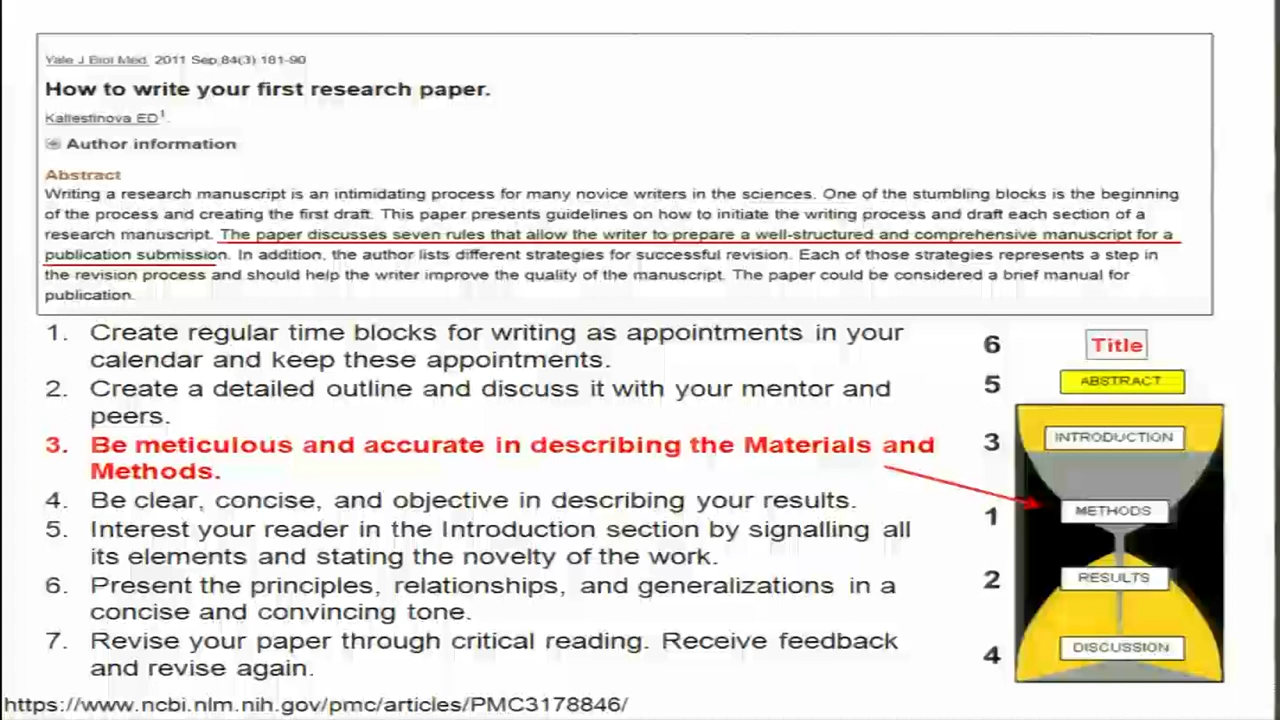 Yale J Biol Med. 2011 Sep;84(3) 181-90
How to write your first research paper.
Kallestinova ED1.
Author information
Abstract
Writing a research manuscript is an intimidating process for many novice writers in the sciences. One of the stumbling blocks is the beginning
of the process and creating the first draft. This paper presents guidelines on how to initiate the writing process and draft each section of a
research manuscript. The paper discusses seven rules that allow the writer to prepare a well-structured and comprehensive manuscript for a
publication submission. In addition, the author lists different strategies for successful revision. Each of those strategies represents a step in
the revision process and should help the writer improve the quality of the manuscript. The paper could be considered a brief manual for
publication.
1. Create regular time blocks for writing as appointments in your
calendar and keep these appointments.
2. Create a detailed outline and discuss it with your mentor and
peers.
3. Be meticulous and accurate in describing the Materials and
Methods.
4. Be clear, concise, and objective in describing your results.
5. Interest your reader in the Introduction section by signalling all
its elements and stating the novelty of the work.
6. Present the principles, relationships, and generalizations in a
concise and convincing tone.
7. Revise your paper through critical reading. Receive feedback
and revise again.
6 Title
5 ABSTRACT
3 INTRODUCTION
1 METHODS
2 RESULTS
4 DISCUSSION
https://www.ncbi.nlm.nih.gov/pmc/articles/PMC3178846/